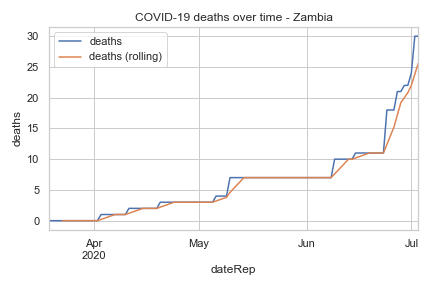 COVID-19 deaths over time - Zambia
deaths
deaths (rolling)
30
25
20
15
10
5
0
deaths
Apr
2020
May
Jun
Jul
dateRep